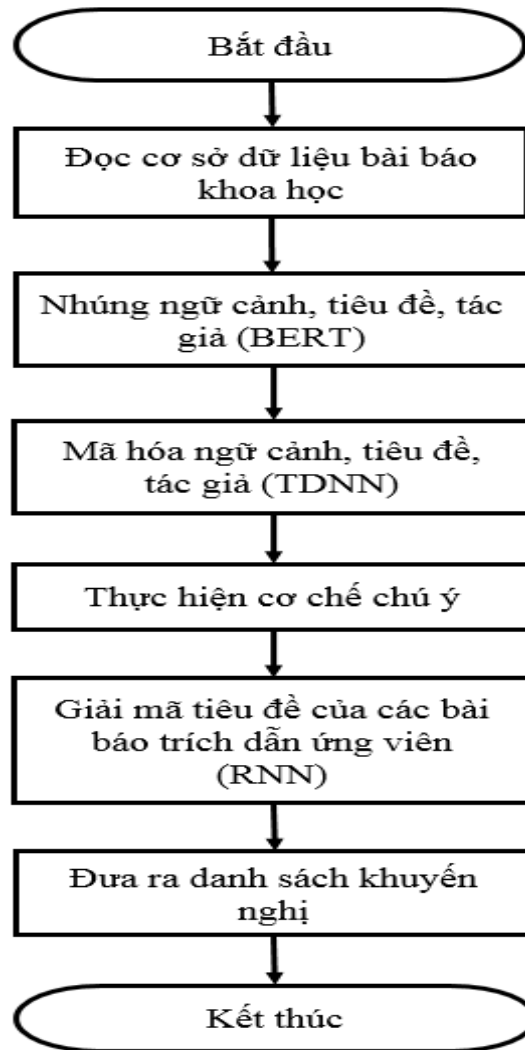 Bắt đầu
Đọc cơ sở dữ liệu bài báo
khoa học
Nhúng ngữ cảnh, tiêu đề, tác
giả (BERT)
Mã hóa ngữ cảnh, tiêu đề,
tác giả (TDNN)
Thực hiện cơ chế chú ý
Giải mã tiêu đề của các bài
báo trích dẫn ứng viên
(RNN)
Đưa ra danh sách khuyến
nghị
Kết thúc